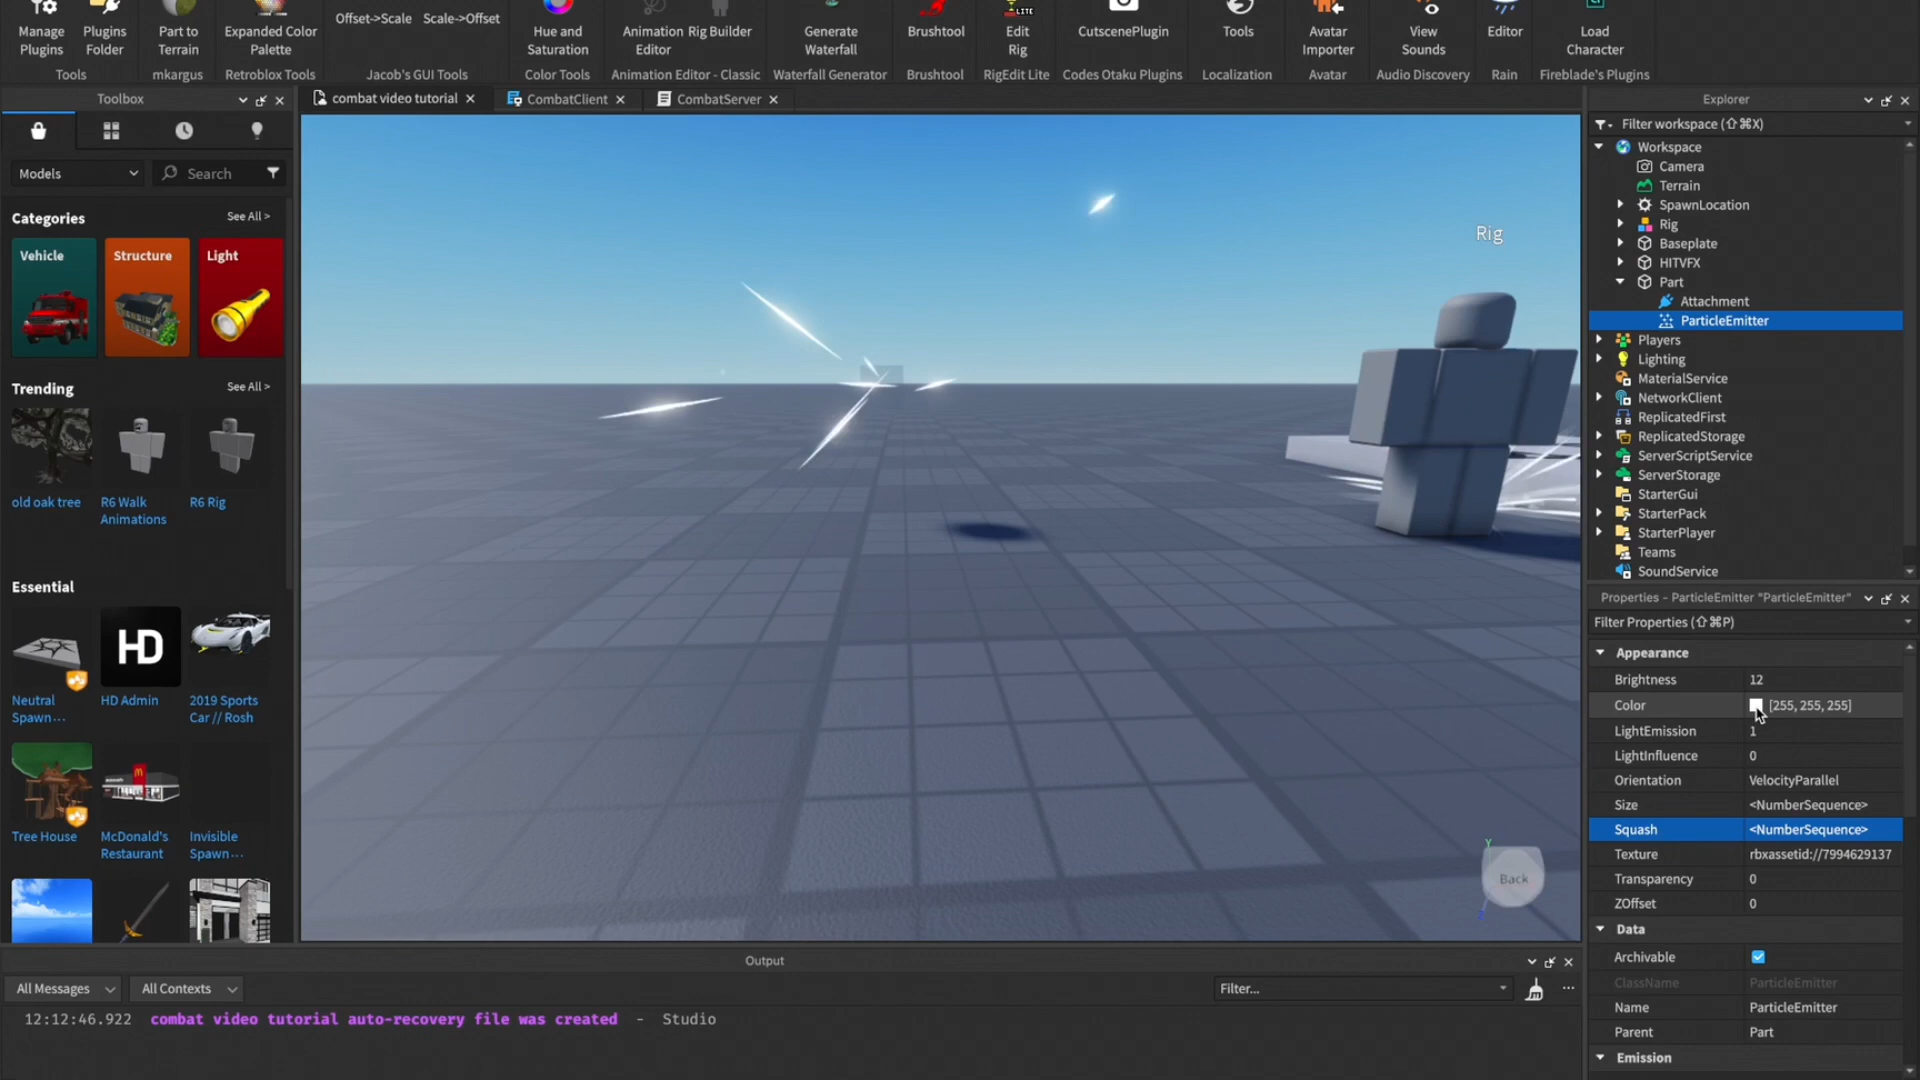 Manage Plugins
Plugins Folder
Part to Terrain
Expanded Color Palette
Offset->Scale
Scale->Offset
Hue and Saturation
Animation Editor
Rig Builder
Generate Waterfall
Brushtool
Edit Rig
CutscenePlugin
Tools
Avatar Importer
View Sounds
Editor
Load Character
Tools
mkargus
Retroblox Tools
Jacob's GUI Tools
Color Tools
Animation Editor - Classic
Waterfall Generator
Brushtool
RigEdit Lite
Codes Otaku Plugins
Localization
Avatar
Audio Discovery
Rain
Fireblade's Plugins
Toolbox
combat video tutorial
CombatClient
CombatServer
Models
Search
Categories
See All >
Vehicle
Structure
Light
Trending
See All >
old oak tree
R6 Walk Animations
R6 Rig
Essential
HD
Neutral Spawn...
HD Admin
2019 Sports Car // Rosh
Tree House
McDonald's Restaurant
Invisible Spawn...
Rig
Back
Explorer
Filter workspace (⇧⌘X)
Workspace
Camera
Terrain
SpawnLocation
Rig
Baseplate
HITVFX
Part
Attachment
ParticleEmitter
Players
Lighting
MaterialService
NetworkClient
ReplicatedFirst
ReplicatedStorage
ServerScriptService
ServerStorage
StarterGui
StarterPack
StarterPlayer
Teams
SoundService
Properties - ParticleEmitter "ParticleEmitter"
Filter Properties (⇧⌘P)
Appearance
Brightness 12
Color [255, 255, 255]
LightEmission 1
LightInfluence 0
Orientation VelocityParallel
Size <NumberSequence>
Squash <NumberSequence>
Texture rbxassetid://7994629137
Transparency 0
ZOffset 0
Data
Archivable
ClassName ParticleEmitter
Name ParticleEmitter
Parent Part
Emission
Output
All Messages
All Contexts
Filter...
12:12:46.922 combat video tutorial auto-recovery file was created - Studio